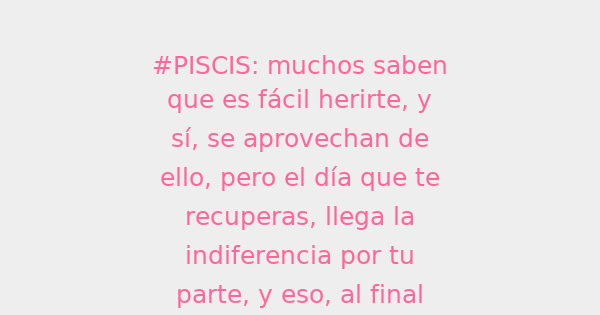 #PISCIS: muchos saben
que es fácil herirte, y
sí, se aprovechan de
ello, pero el día que te
recuperas, llega la
indiferencia por tu
parte, y eso, al final